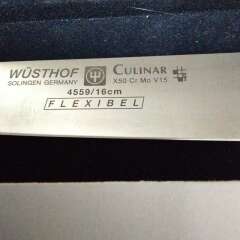 WÜSTHOF CULINAR
SOLINGEN GERMANY X50 Cr Mo V15
4559/16cm
FLEXIBEL